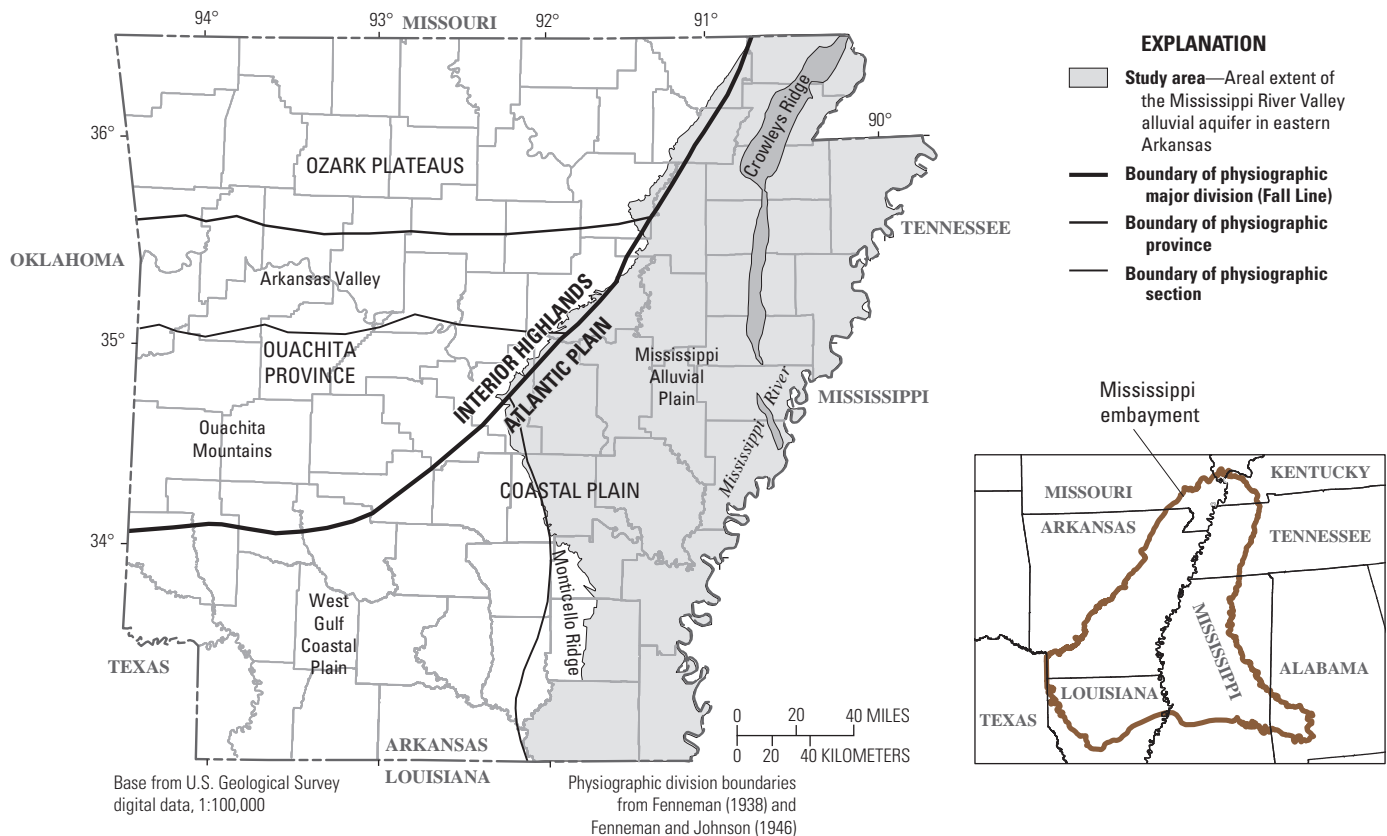 94°
93°
MISSOURI
92°
91°
36°
90°
OZARK PLATEAUS
Crowleys Ridge
TENNESSEE
OKLAHOMA
Arkansas Valley
INTERIOR HIGHLANDS
ATLANTIC PLAIN
35°
OUACHITA
PROVINCE
Mississippi
Alluvial
Plain
Mississippi River
MISSISSIPPI
Ouachita
Mountains
COASTAL PLAIN
34°
Monticello Ridge
West
Gulf
Coastal
Plain
TEXAS
ARKANSAS
LOUISIANA
0 20 40 MILES
0 20 40 KILOMETERS
Base from U.S. Geological Survey
digital data, 1:100,000
Physiographic division boundaries
from Fenneman (1938) and
Fenneman and Johnson (1946)
EXPLANATION
Study area—Areal extent of
the Mississippi River Valley
alluvial aquifer in eastern
Arkansas
Boundary of physiographic
major division (Fall Line)
Boundary of physiographic
province
Boundary of physiographic
section
Mississippi
embayment
MISSOURI
KENTUCKY
ARKANSAS
TENNESSEE
MISSISSIPPI
ALABAMA
LOUISIANA
TEXAS